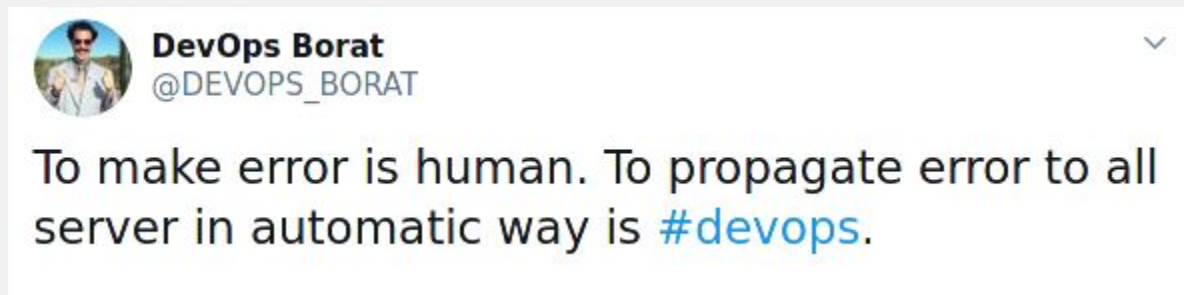 DevOps Borat
@DEVOPS_BORAT
To make error is human. To propagate error to all
server in automatic way is #devops.